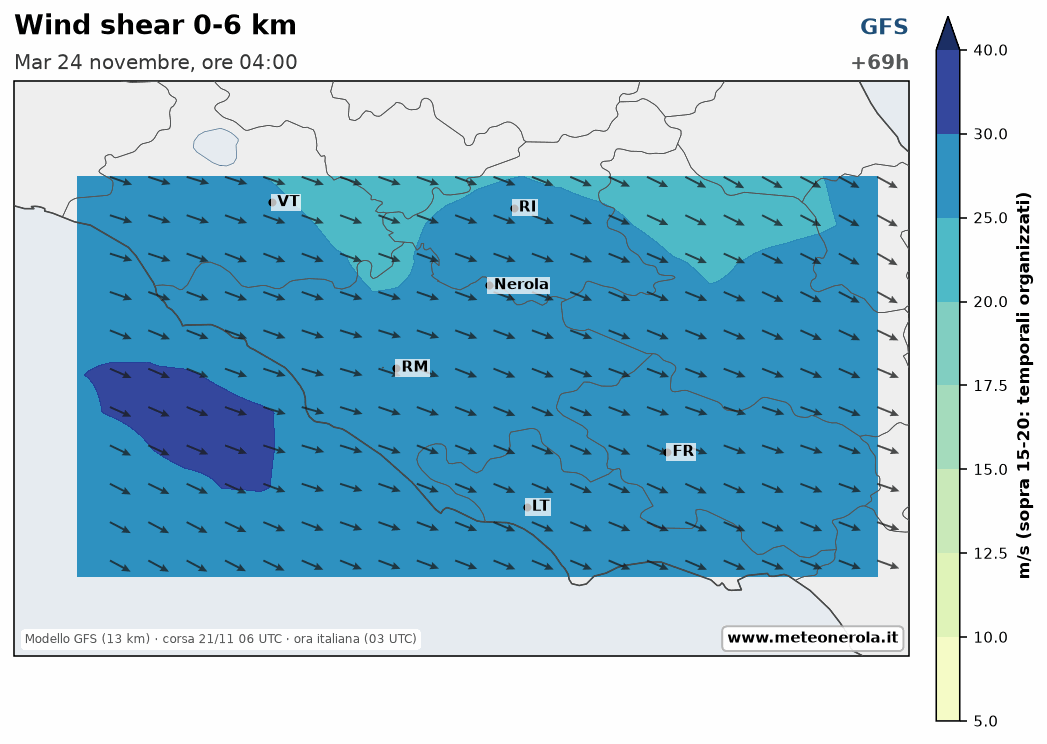 Wind shear 0-6 km
GFS
Mar 24 novembre, ore 04:00
+69h
40.0
30.0
25.0
20.0
17.5
15.0
12.5
10.0
5.0
m/s (sopra 15-20: temporali organizzati)
VT
RI
Nerola
RM
FR
LT
Modello GFS (13 km) · corsa 21/11 06 UTC · ora italiana (03 UTC)
www.meteonerola.it